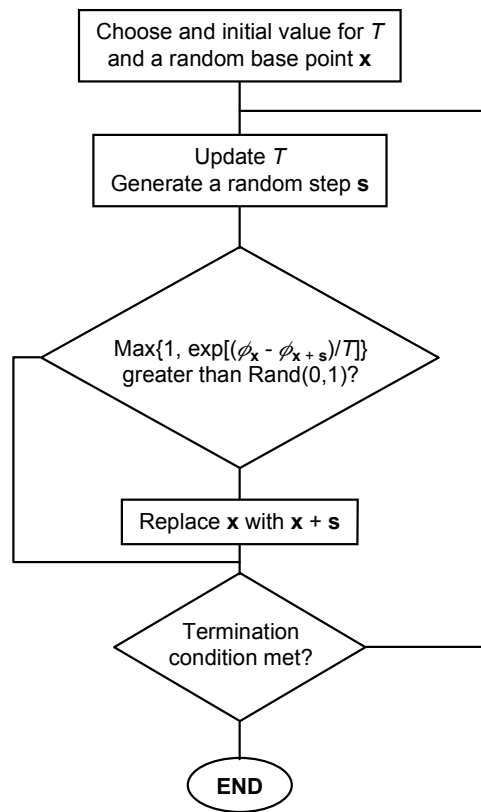 Choose and initial value for T
and a random base point x
Update T
Generate a random step s
Max{1, exp[(ϕx - ϕx + s)/T]}
greater than Rand(0,1)?
Replace x with x + s
Termination
condition met?
END